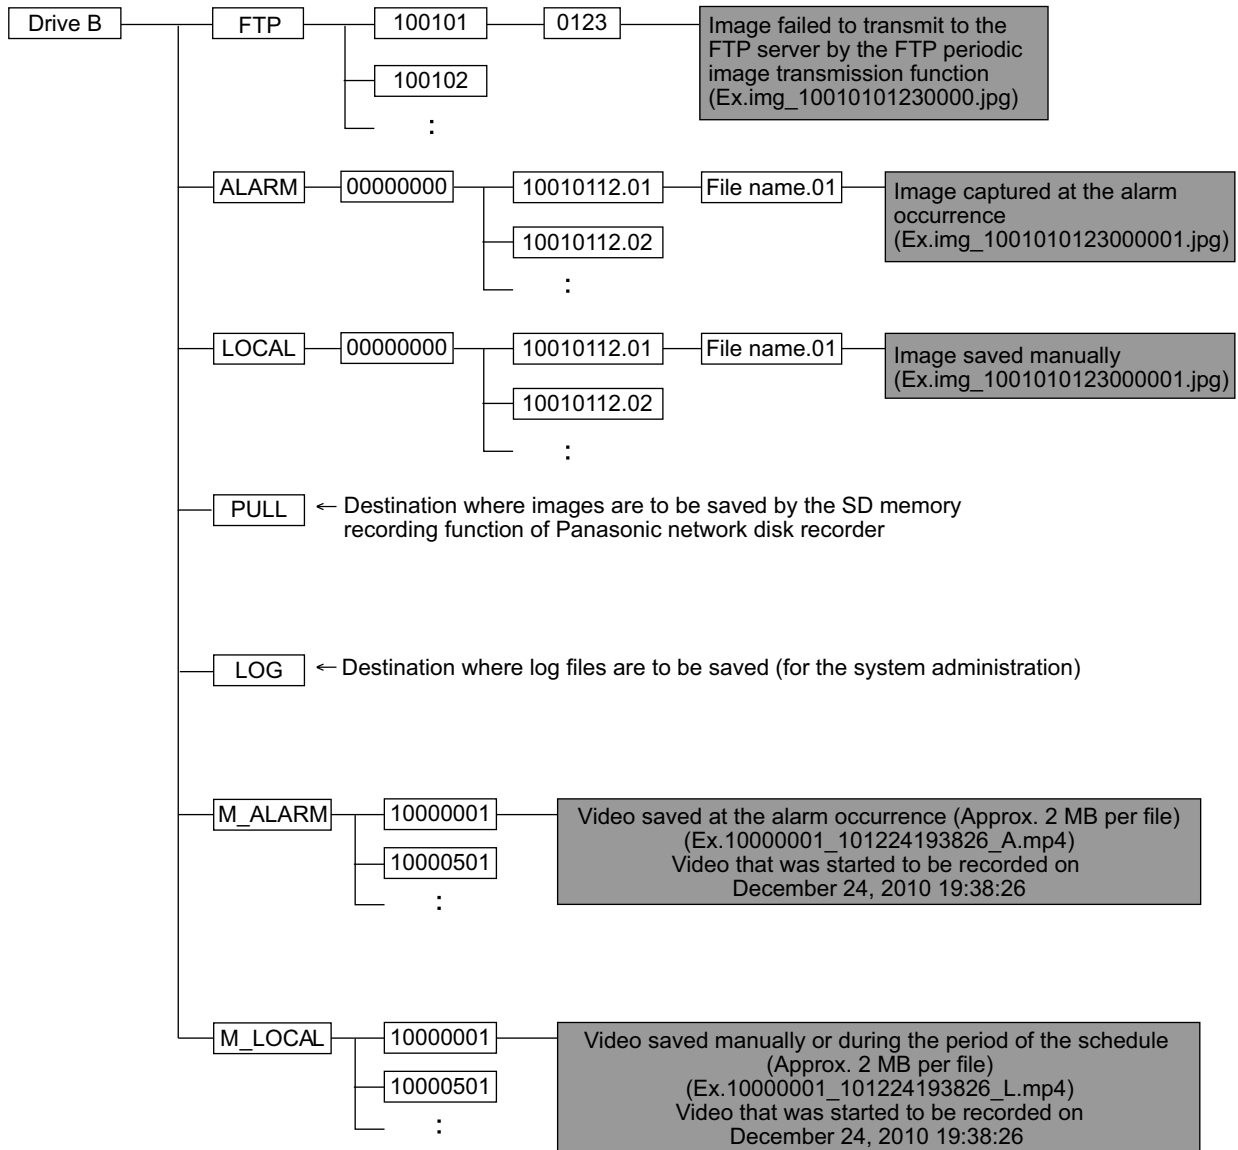 Drive B
FTP
100101
0123
Image failed to transmit to the
FTP server by the FTP periodic
image transmission function
(Ex.img_10010101230000.jpg)
100102
:
ALARM
00000000
10010112.01
File name.01
Image captured at the alarm
occurrence
(Ex.img_1001010123000001.jpg)
10010112.02
:
LOCAL
00000000
10010112.01
File name.01
Image saved manually
(Ex.img_1001010123000001.jpg)
10010112.02
:
PULL
← Destination where images are to be saved by the SD memory
recording function of Panasonic network disk recorder
LOG
← Destination where log files are to be saved (for the system administration)
M_ALARM
10000001
Video saved at the alarm occurrence (Approx. 2 MB per file)
(Ex.10000001_101224193826_A.mp4)
Video that was started to be recorded on
December 24, 2010 19:38:26
10000501
:
M_LOCAL
10000001
Video saved manually or during the period of the schedule
(Approx. 2 MB per file)
(Ex.10000001_101224193826_L.mp4)
Video that was started to be recorded on
December 24, 2010 19:38:26
10000501
: